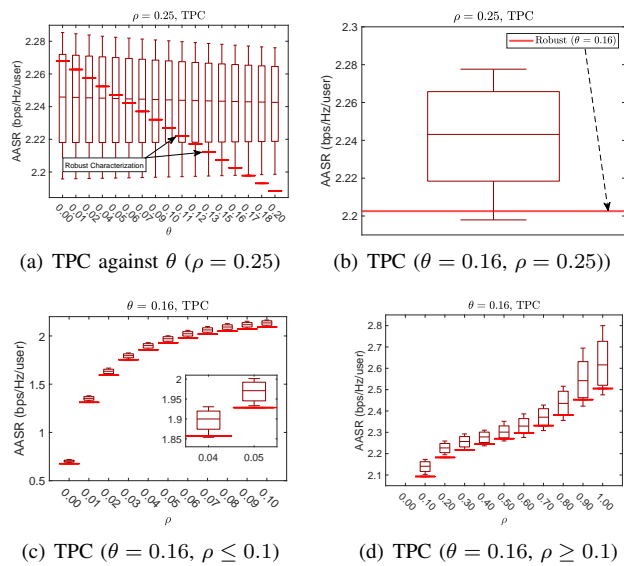 ρ = 0.25, TPC
AASR (bps/Hz/user)
2.28
2.26
2.24
2.22
2.2
Robust Characterization
0.00 0.01 0.02 0.04 0.05 0.06 0.07 0.09 0.10 0.11 0.12 0.13 0.15 0.16 0.17 0.18 0.20
θ
(a) TPC against θ (ρ = 0.25)
ρ = 0.25, TPC
AASR (bps/Hz/user)
2.3
2.28
2.26
2.24
2.22
2.2
Robust (θ = 0.16)
(b) TPC (θ = 0.16, ρ = 0.25))
θ = 0.16, TPC
AASR (bps/Hz/user)
2
1.5
1
0.5
2
1.95
1.9
1.85
0.04 0.05
0.00 0.01 0.02 0.03 0.04 0.05 0.06 0.07 0.08 0.09 0.10
ρ
(c) TPC (θ = 0.16, ρ ≤ 0.1)
θ = 0.16, TPC
AASR (bps/Hz/user)
2.8
2.7
2.6
2.5
2.4
2.3
2.2
2.1
0.00 0.10 0.20 0.30 0.40 0.50 0.60 0.70 0.80 0.90 1.00
ρ
(d) TPC (θ = 0.16, ρ ≥ 0.1)